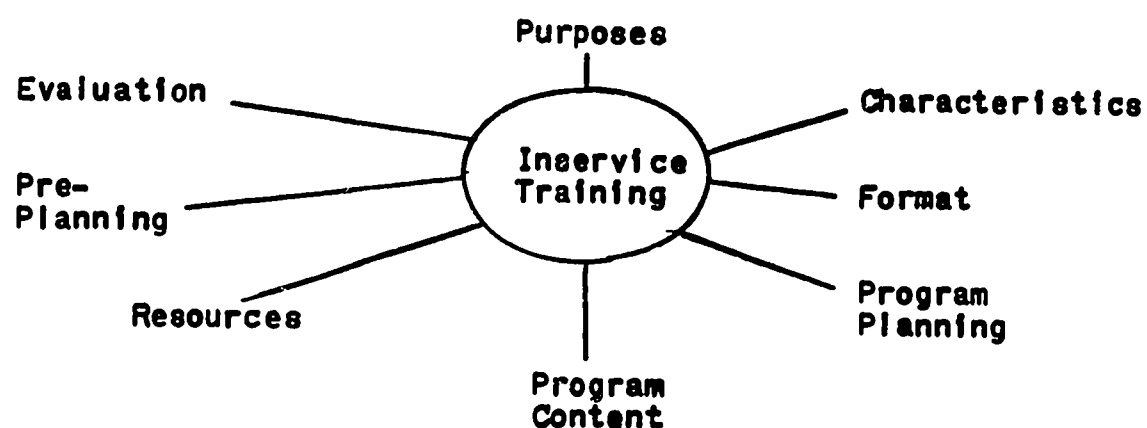 Purposes
Evaluation
Characteristics
Inservice
Training
Pre-
Planning
Format
Resources
Program
Planning
Program
Content